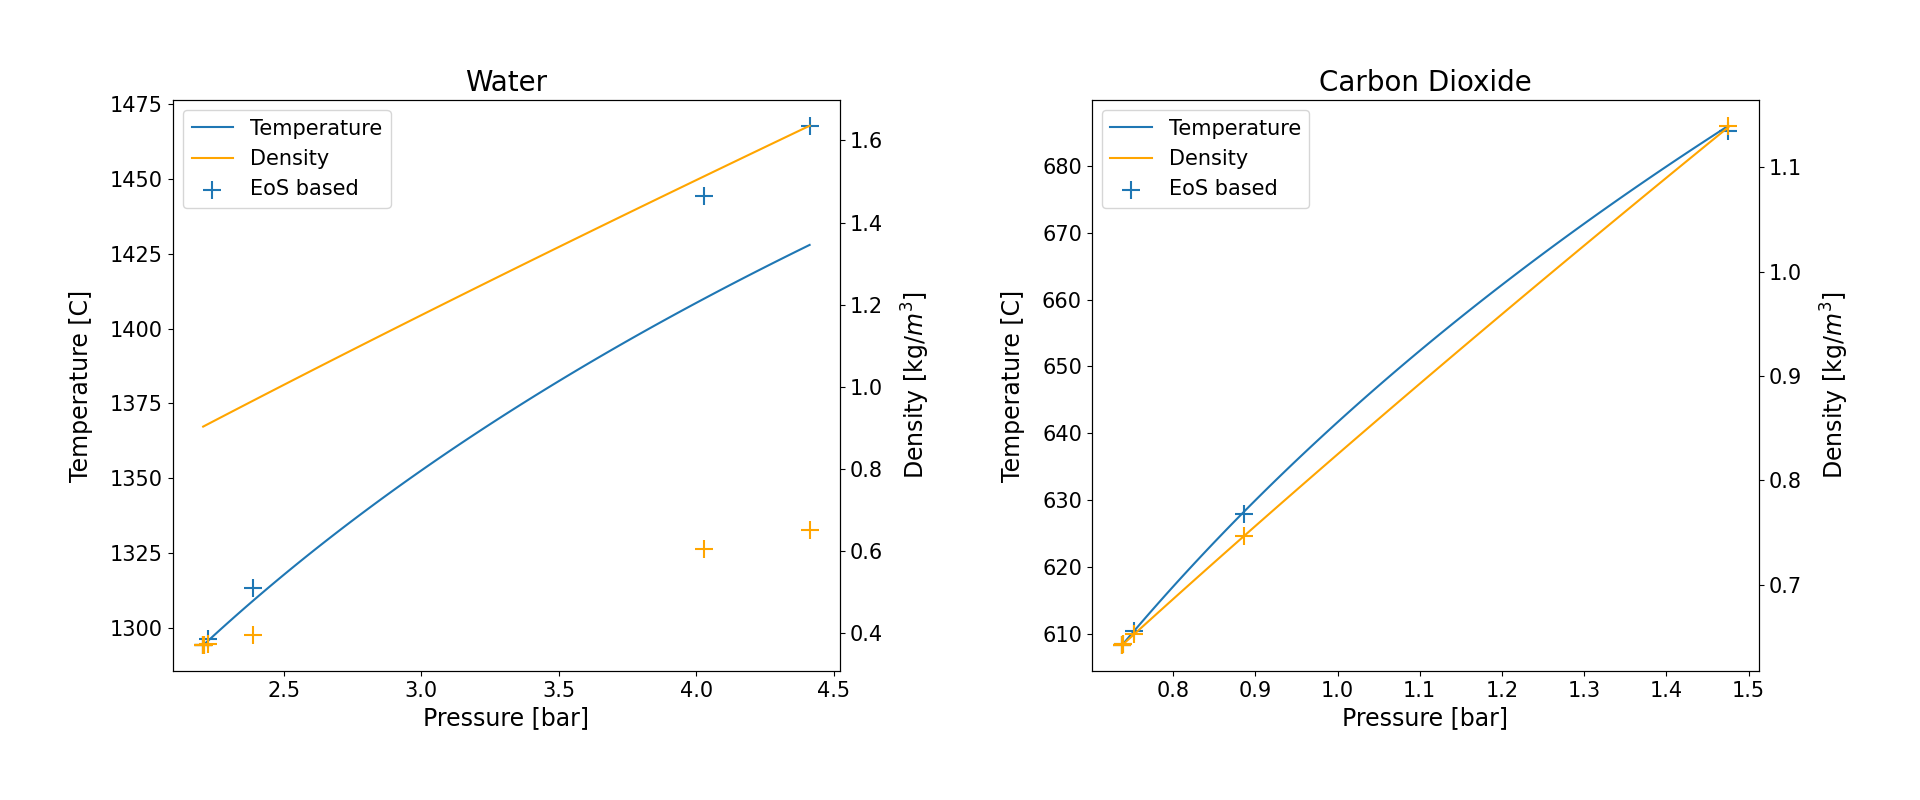 Water
Temperature
Density
EoS based
1475
1450
1425
1400
1375
1350
1325
1300
Temperature [C]
1.6
1.4
1.2
1.0
0.8
0.6
0.4
Density [kg/m³]
2.5 3.0 3.5 4.0 4.5
Pressure [bar]
Carbon Dioxide
Temperature
Density
EoS based
680
670
660
650
640
630
620
610
Temperature [C]
1.1
1.0
0.9
0.8
0.7
Density [kg/m³]
0.8 0.9 1.0 1.1 1.2 1.3 1.4 1.5
Pressure [bar]